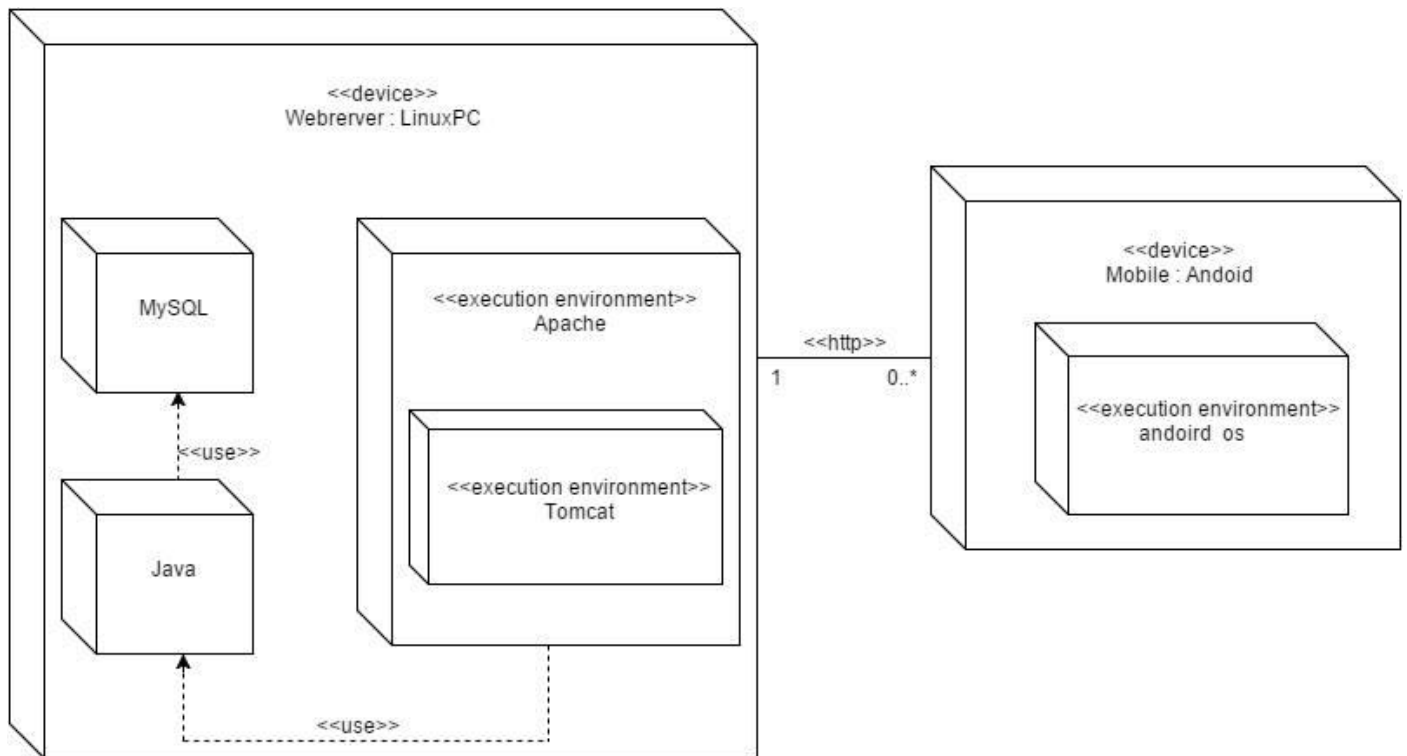 <<device>>
Webrerver : LinuxPC
MySQL
<<use>>
Java
<<execution environment>>
Apache
<<execution environment>>
Tomcat
<<use>>
<<http>>
1
0..*
<<device>>
Mobile : Andoid
<<execution environment>>
andoird os